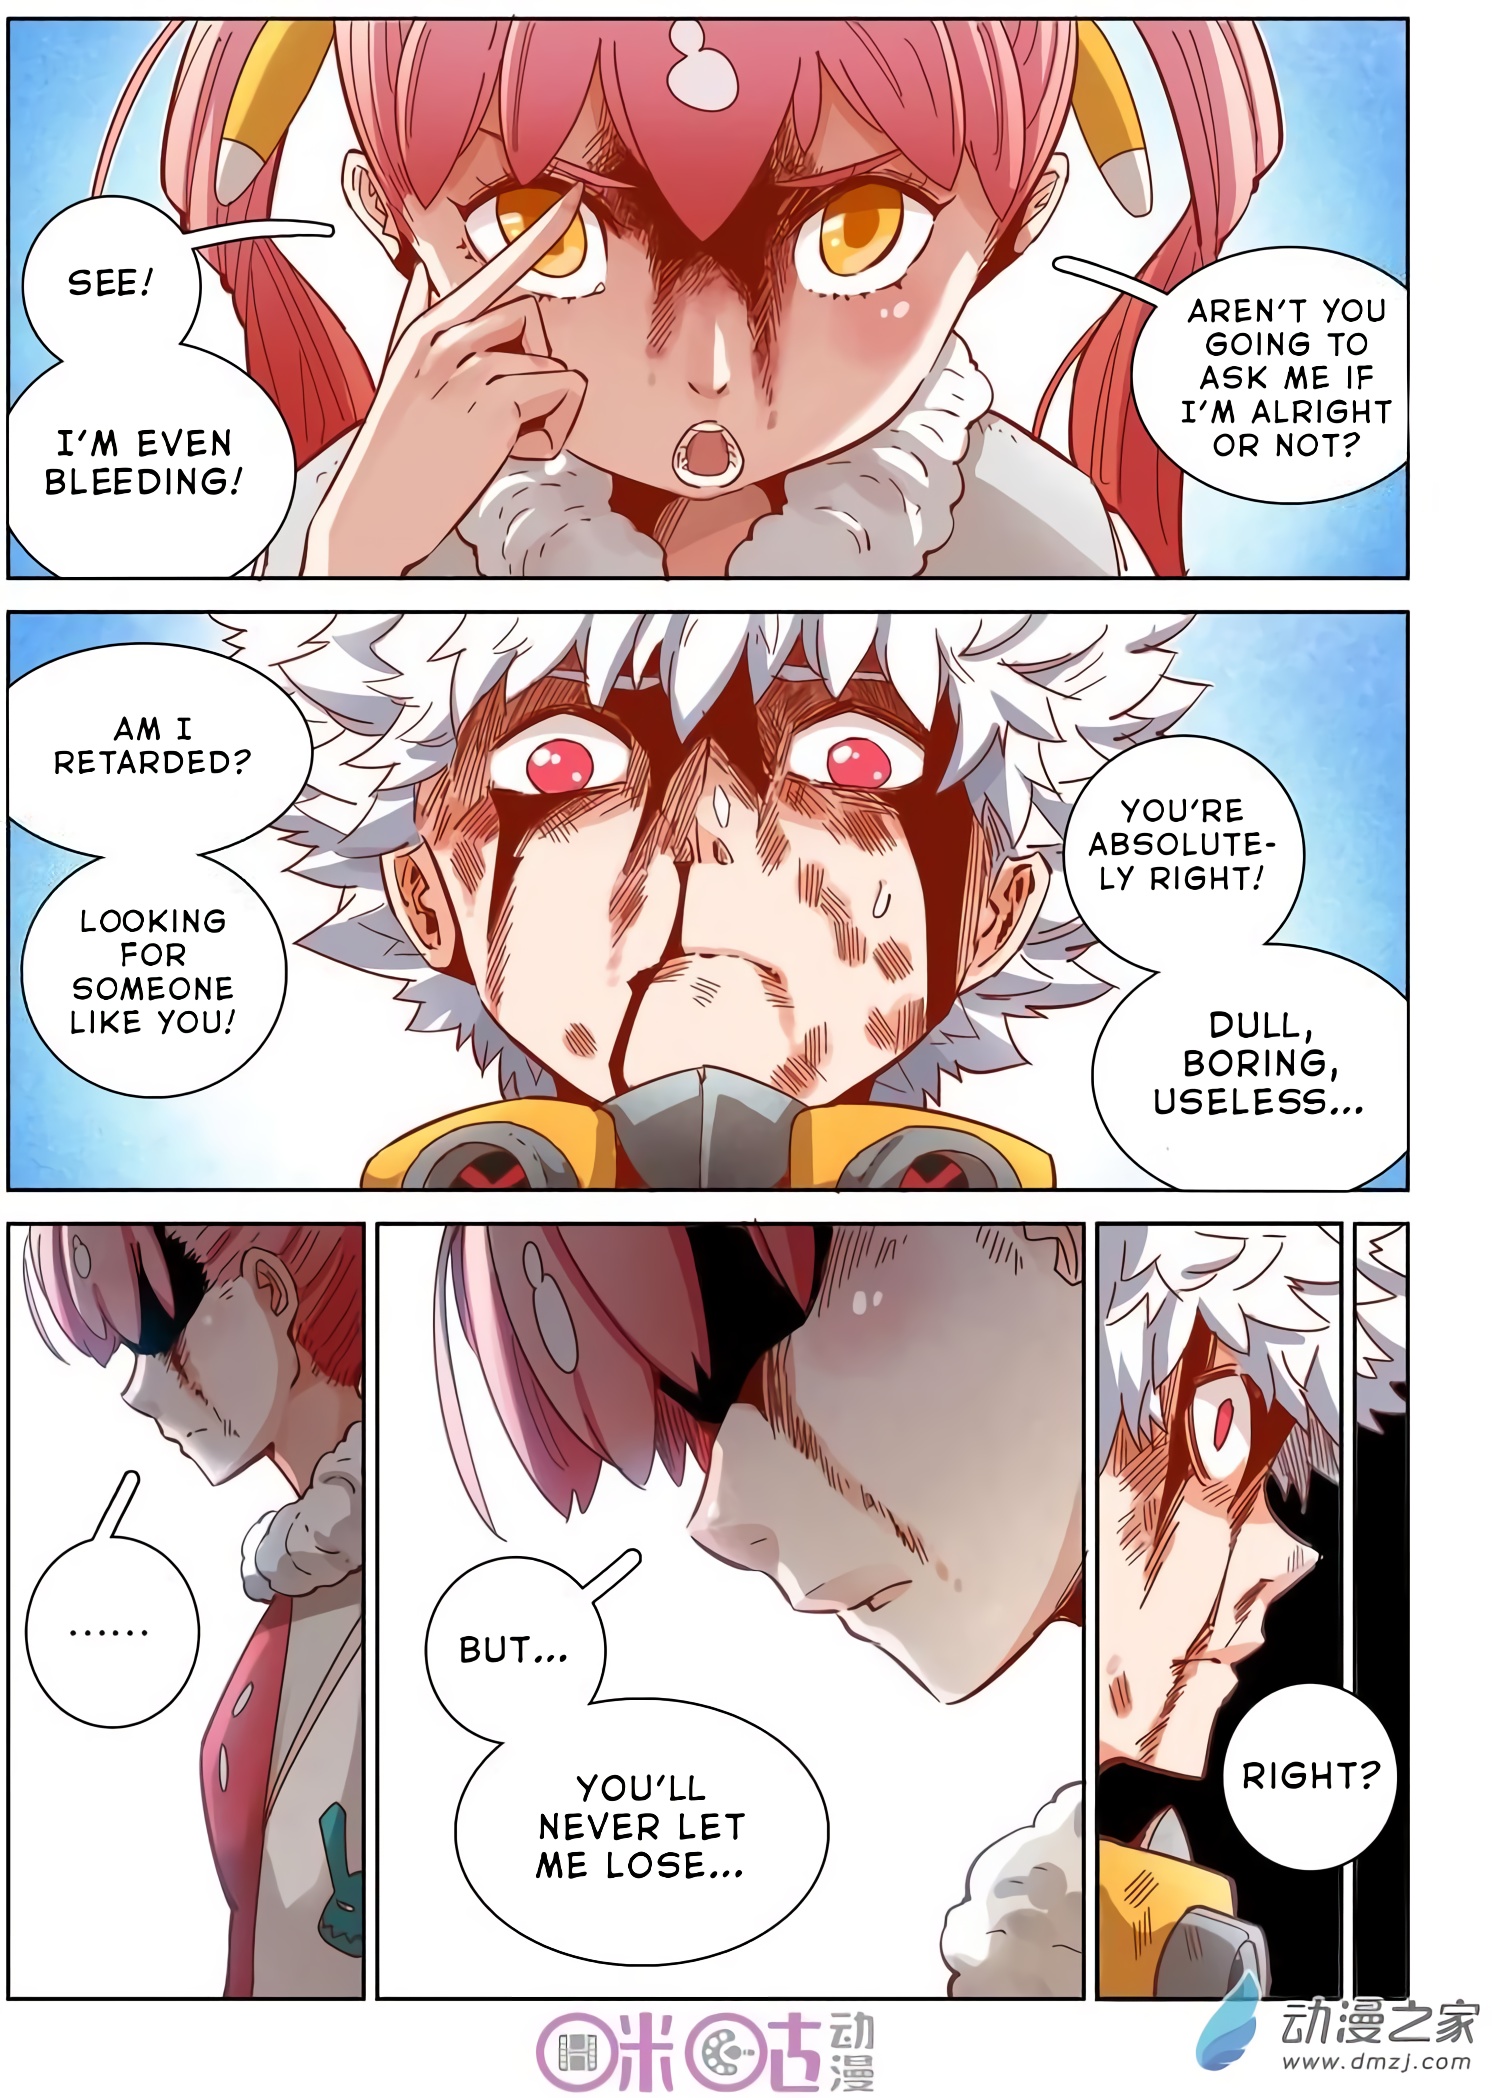 SEE!
I'M EVEN
BLEEDING!
AREN'T YOU
GOING TO
ASK ME IF
I'M ALRIGHT
OR NOT?
AM I
RETARDED?
LOOKING
FOR
SOMEONE
LIKE YOU!
YOU'RE
ABSOLUTE-
LY RIGHT!
DULL,
BORING,
USELESS...
......
BUT...
YOU'LL
NEVER LET
ME LOSE...
RIGHT?
咪咕动漫
动漫之家
www.dmzj.com